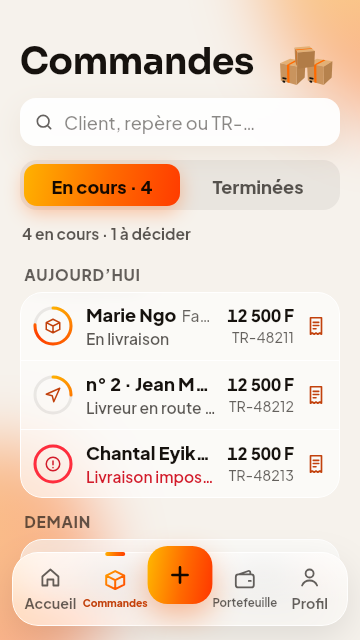 Commandes
Client, repère ou TR-...
En cours · 4
Terminées
4 en cours · 1 à décider
AUJOURD'HUI
Marie Ngo Fa... 12 500 F
En livraison TR-48211
n° 2 · Jean M... 12 500 F
Livreur en route ... TR-48212
Chantal Eyik... 12 500 F
Livraison impos... TR-48213
DEMAIN
Accueil Commandes Portefeuille Profil